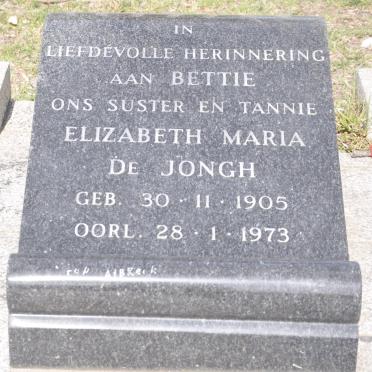 IN
LIEFDEVOLLE HERINNERING
AAN BETTIE
ONS SUSTER EN TANNIE
ELIZABETH MARIA
DE JONGH
GEB. 30·11·1905
OORL. 28·1·1973